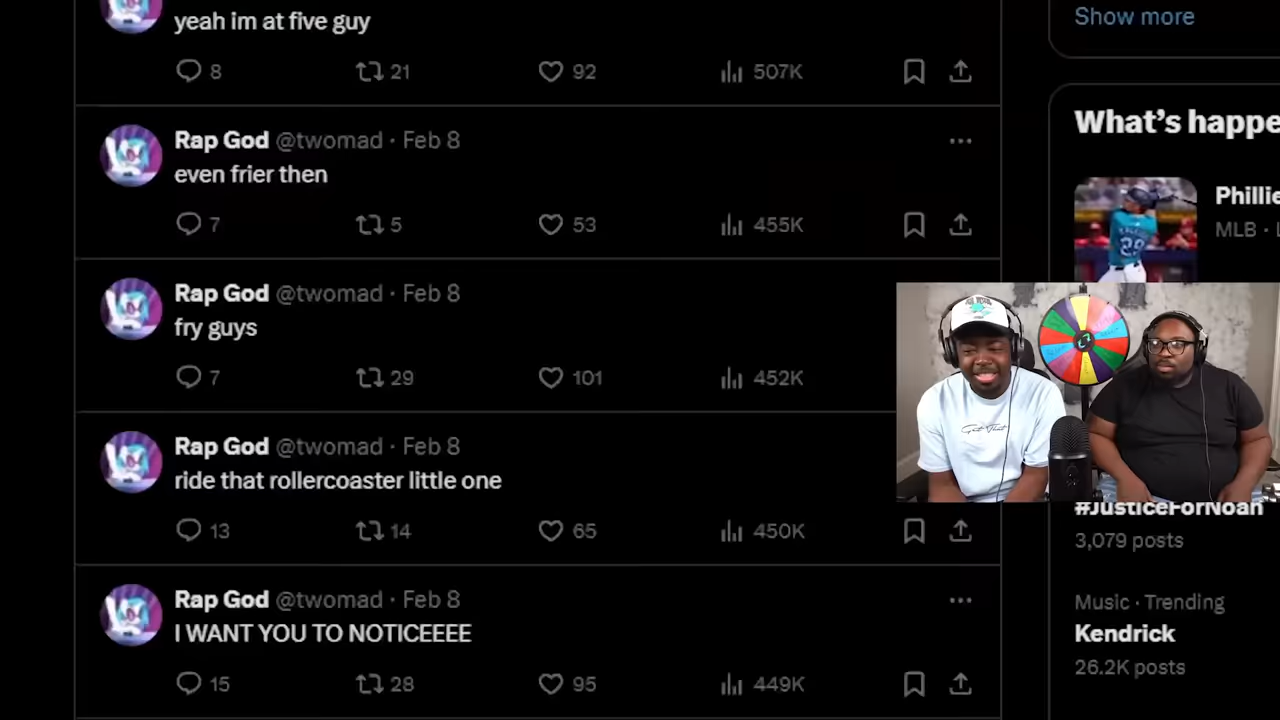 yeah im at five guy
8 21 92 507K
Show more
What's happe
Rap God @twomad · Feb 8
even frier then
7 5 53 455K
Phillie
MLB · L
29
Rap God @twomad · Feb 8
fry guys
7 29 101 452K
Rap God @twomad · Feb 8
ride that rollercoaster little one
13 14 65 450K
#JusticeForNoah
3,079 posts
Rap God @twomad · Feb 8
I WANT YOU TO NOTICEEEE
15 28 95 449K
Music · Trending
Kendrick
26.2K posts